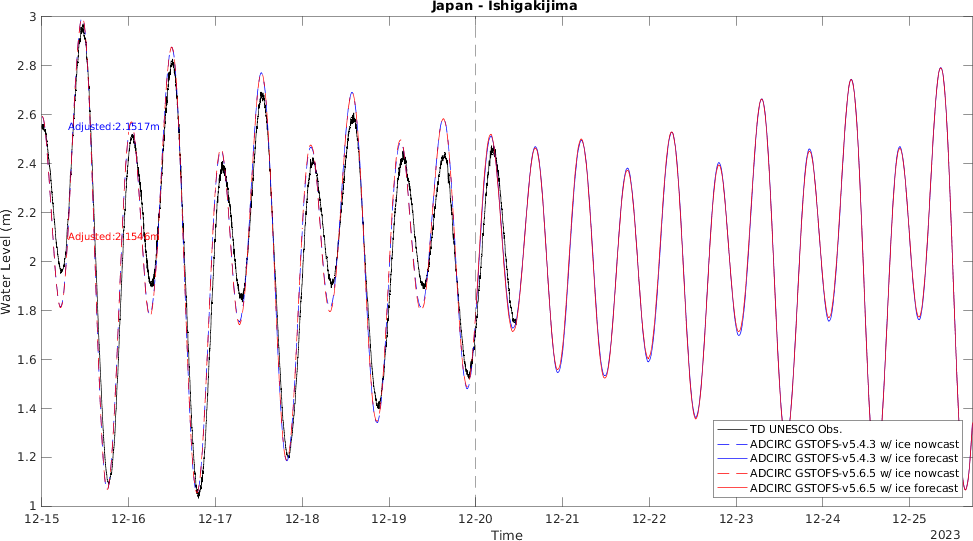 Japan - Ishigakijima
3
2.8
2.6
2.4
2.2
2
1.8
1.6
1.4
1.2
1
Water Level (m)
Adjusted:2.1517m
Adjusted:2.1546m
TD UNESCO Obs.
ADCIRC GSTOFS-v5.4.3 w/ ice nowcast
ADCIRC GSTOFS-v5.4.3 w/ ice forecast
ADCIRC GSTOFS-v5.6.5 w/ ice nowcast
ADCIRC GSTOFS-v5.6.5 w/ ice forecast
12-15 12-16 12-17 12-18 12-19 12-20 12-21 12-22 12-23 12-24 12-25
Time
2023